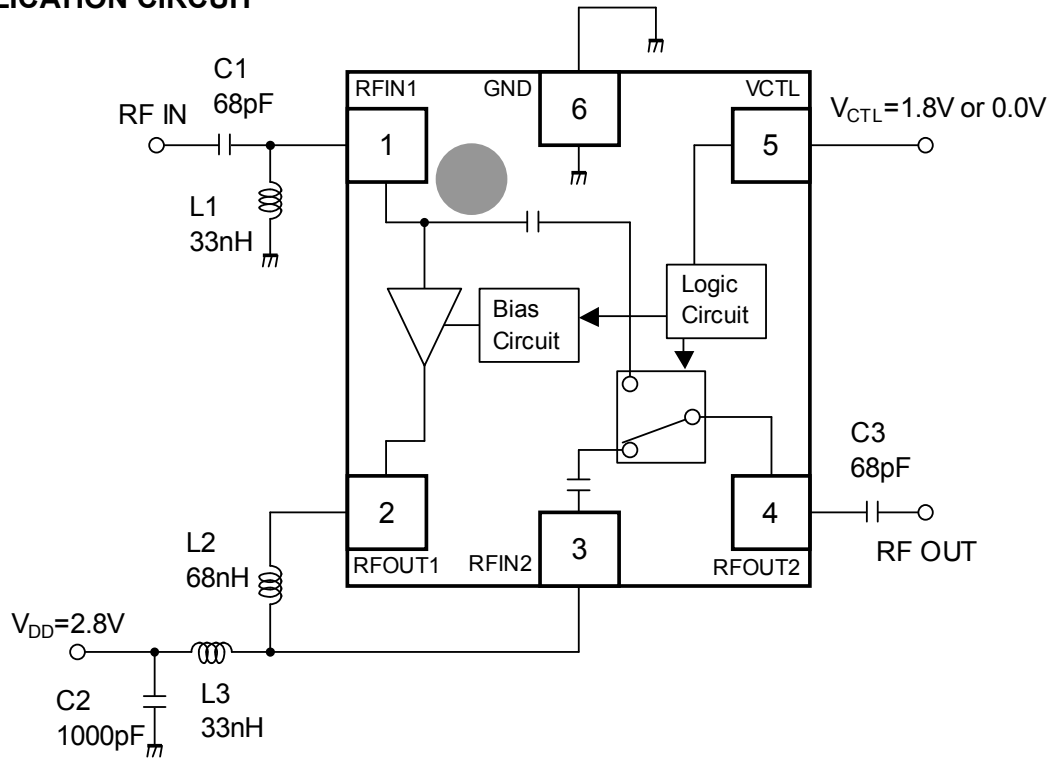 LICATION CIRCUIT
C1
68pF
RF IN
L1
33nH
RFIN1
1
GND
6
VCTL
5
VCTL=1.8V or 0.0V
Bias
Circuit
Logic
Circuit
2
RFOUT1
RFIN2
3
4
RFOUT2
C3
68pF
RF OUT
L2
68nH
VDD=2.8V
C2
1000pF
L3
33nH